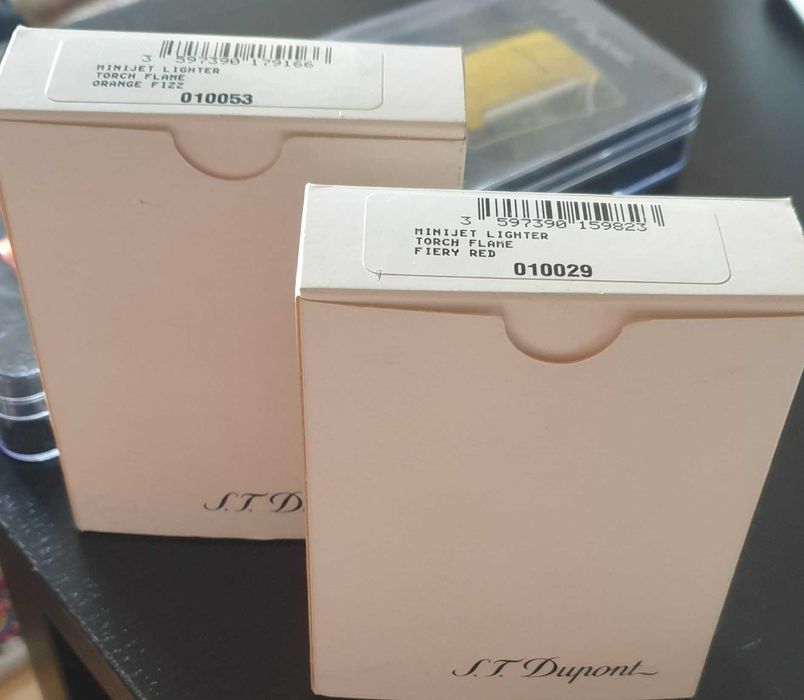 3 597390 179166
MINIJET LIGHTER
TORCH FLAME
ORANGE FIZZ
010053
S.T. D
3 597390 159823
MINIJET LIGHTER
TORCH FLAME
FIERY RED
010029
S.T. Dupont